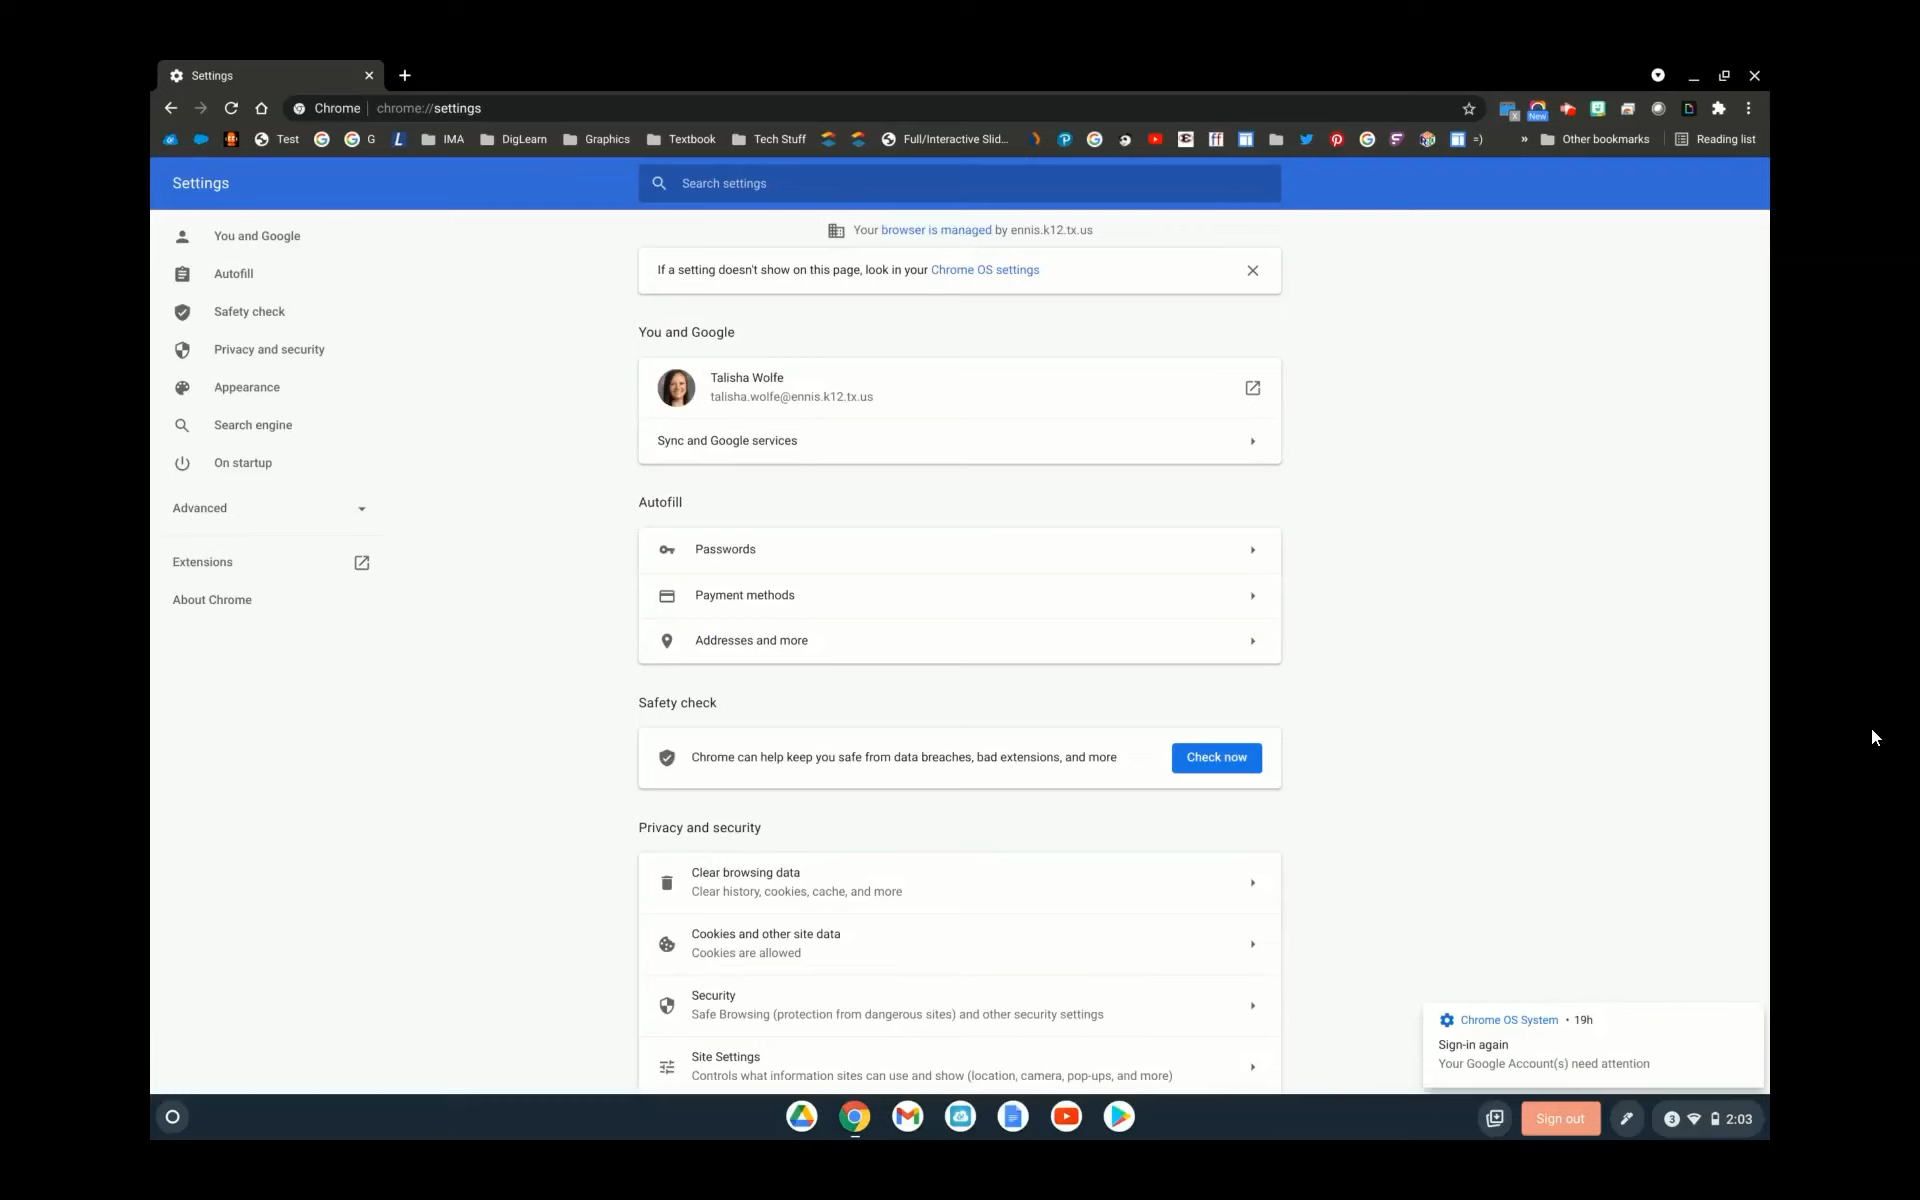 Settings
Chrome | chrome://settings
New
Test G IMA DigLearn Graphics Textbook Tech Stuff Full/Interactive Slid... =) » Other bookmarks Reading list
Settings
Search settings
Your browser is managed by ennis.k12.tx.us
If a setting doesn't show on this page, look in your Chrome OS settings
You and Google
Autofill
Safety check
Privacy and security
Appearance
Search engine
On startup
Advanced
Extensions
About Chrome
You and Google
Talisha Wolfe
talisha.wolfe@ennis.k12.tx.us
Sync and Google services
Autofill
Passwords
Payment methods
Addresses and more
Safety check
Chrome can help keep you safe from data breaches, bad extensions, and more
Check now
Privacy and security
Clear browsing data
Clear history, cookies, cache, and more
Cookies and other site data
Cookies are allowed
Security
Safe Browsing (protection from dangerous sites) and other security settings
Site Settings
Controls what information sites can use and show (location, camera, pop-ups, and more)
Chrome OS System • 19h
Sign-in again
Your Google Account(s) need attention
Sign out
3 2:03